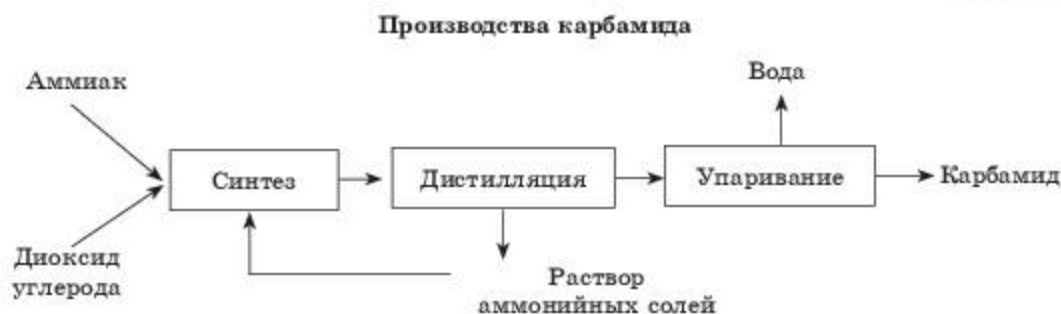 Производства карбамида
Аммиак
Вода
Синтез
Дистилляция
Упаривание
Карбамид
Диоксид
углерода
Раствор
аммонийных солей